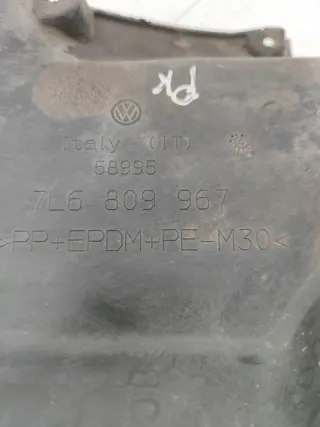 PK
Italy - (IT)
58995
7L6 809 967
>PP+EPDM+PE-M30<